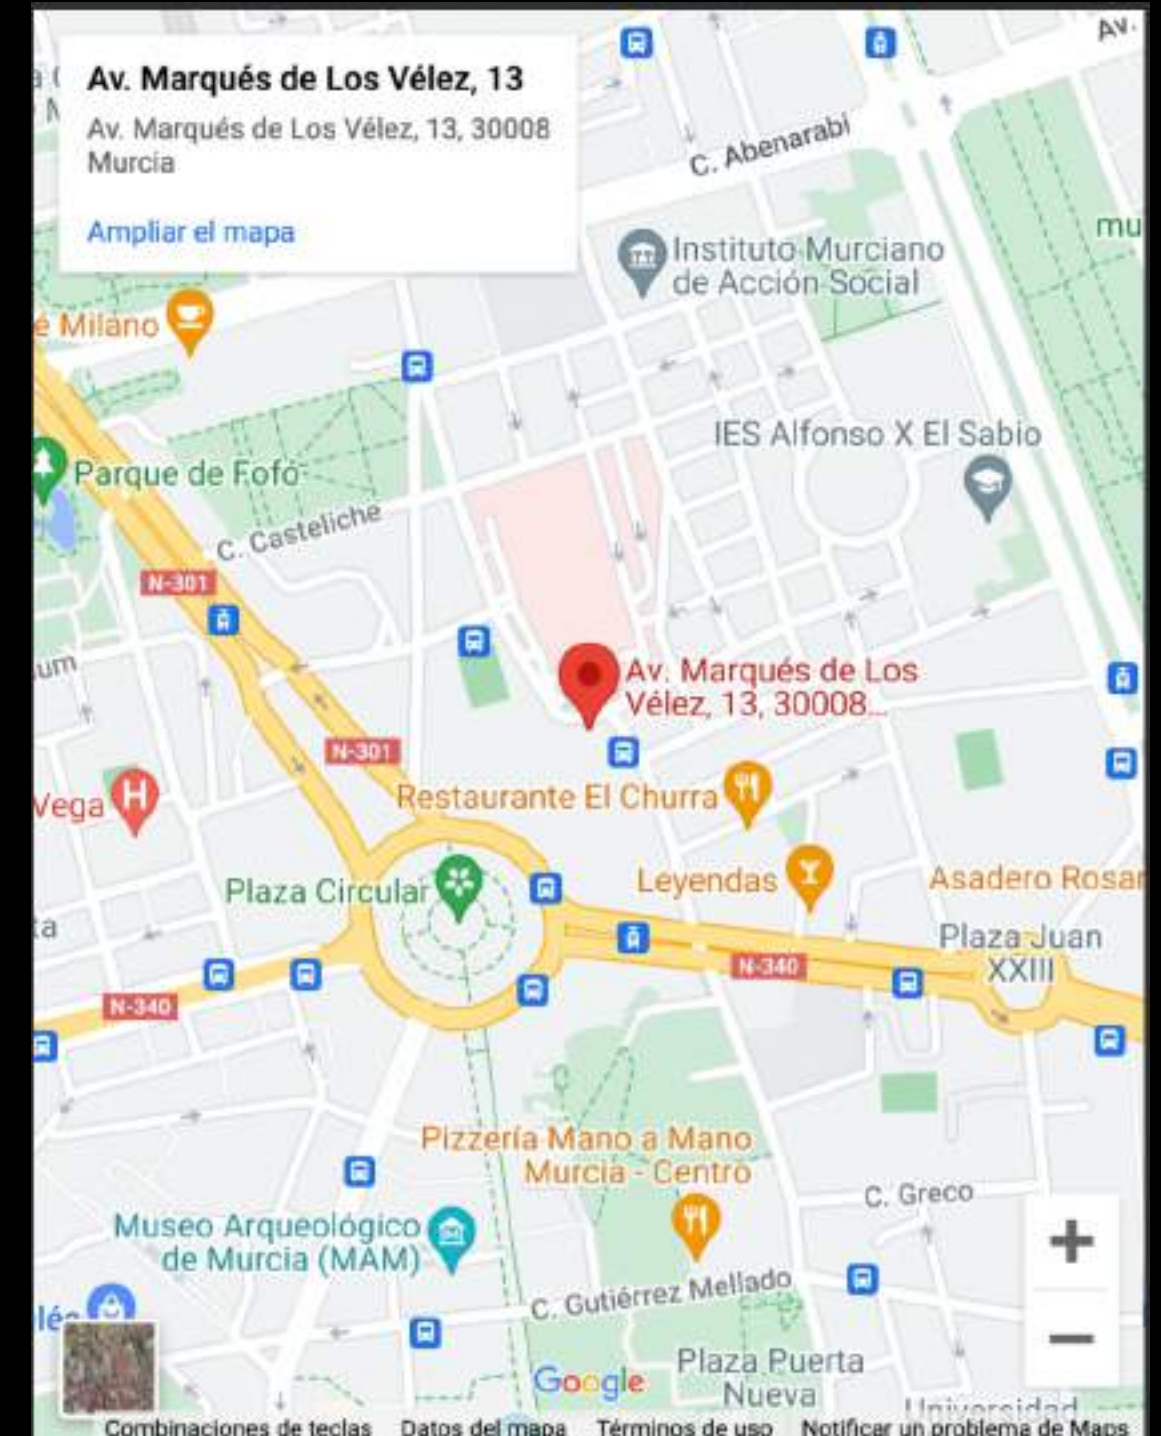 Av. Marqués de Los Vélez, 13
Av. Marqués de Los Vélez, 13, 30008
Murcia
Ampliar el mapa
Av.
C. Abenarabi
mu
Instituto Murciano
de Acción Social
é Milano
IES Alfonso X El Sabio
Parque de Fofó
C. Casteliche
N-301
um
Av. Marqués de Los
Vélez, 13, 30008...
N-301
Vega
H
Restaurante El Churra
Plaza Circular
Leyendas
Asadero Rosar
ta
Plaza Juan
XXIII
N-340
N-340
Pizzería Mano a Mano
Murcia - Centro
C. Greco
Museo Arqueológico
de Murcia (MAM)
+
C. Gutiérrez Mellado
lés
−
Google
Plaza Puerta
Nueva
Universidad
Combinaciones de teclas Datos del mapa Términos de uso Notificar un problema de Maps